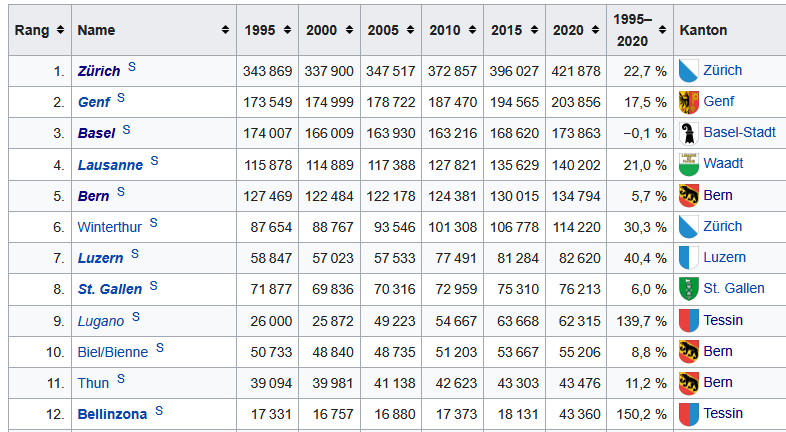 Rang Name 1995 2000 2005 2010 2015 2020 1995–2020 Kanton
1. Zürich S 343 869 337 900 347 517 372 857 396 027 421 878 22,7 % Zürich
2. Genf S 173 549 174 999 178 722 187 470 194 565 203 856 17,5 % Genf
3. Basel S 174 007 166 009 163 930 163 216 168 620 173 863 −0,1 % Basel-Stadt
4. Lausanne S 115 878 114 889 117 388 127 821 135 629 140 202 21,0 % Waadt
5. Bern S 127 469 122 484 122 178 124 381 130 015 134 794 5,7 % Bern
6. Winterthur S 87 654 88 767 93 546 101 308 106 778 114 220 30,3 % Zürich
7. Luzern S 58 847 57 023 57 533 77 491 81 284 82 620 40,4 % Luzern
8. St. Gallen S 71 877 69 836 70 316 72 959 75 310 76 213 6,0 % St. Gallen
9. Lugano S 26 000 25 872 49 223 54 667 63 668 62 315 139,7 % Tessin
10. Biel/Bienne S 50 733 48 840 48 735 51 203 53 667 55 206 8,8 % Bern
11. Thun S 39 094 39 981 41 138 42 623 43 303 43 476 11,2 % Bern
12. Bellinzona S 17 331 16 757 16 880 17 373 18 131 43 360 150,2 % Tessin